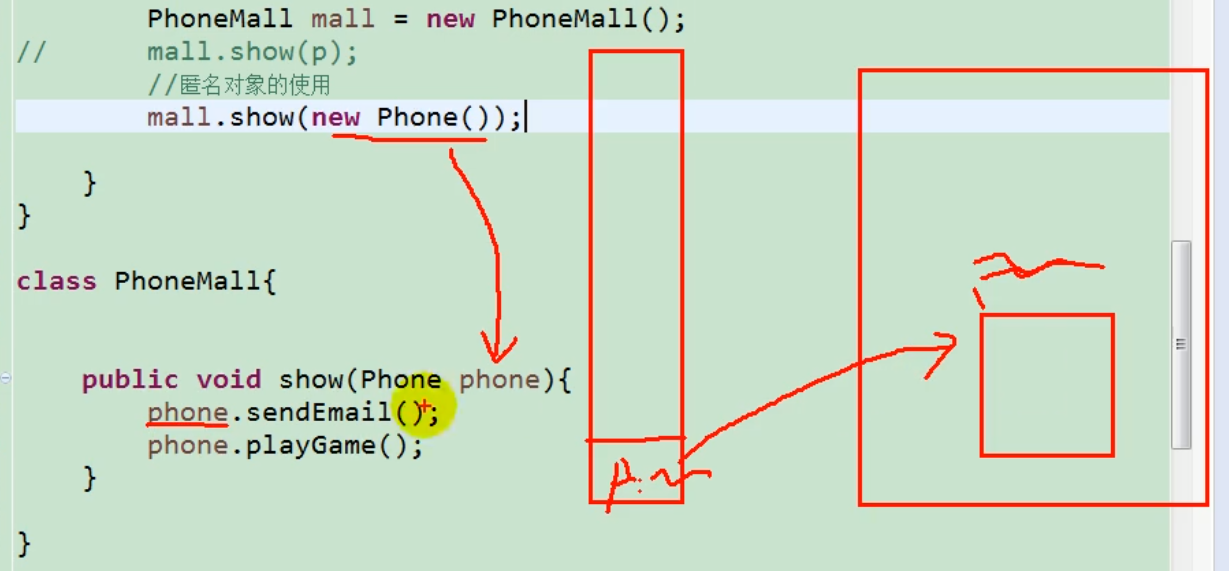 PhoneMall mall = new PhoneMall();
// mall.show(p);
//匿名对象的使用
mall.show(new Phone());
}
}
class PhoneMall{
public void show(Phone phone){
phone.sendEmail();
phone.playGame();
}
}